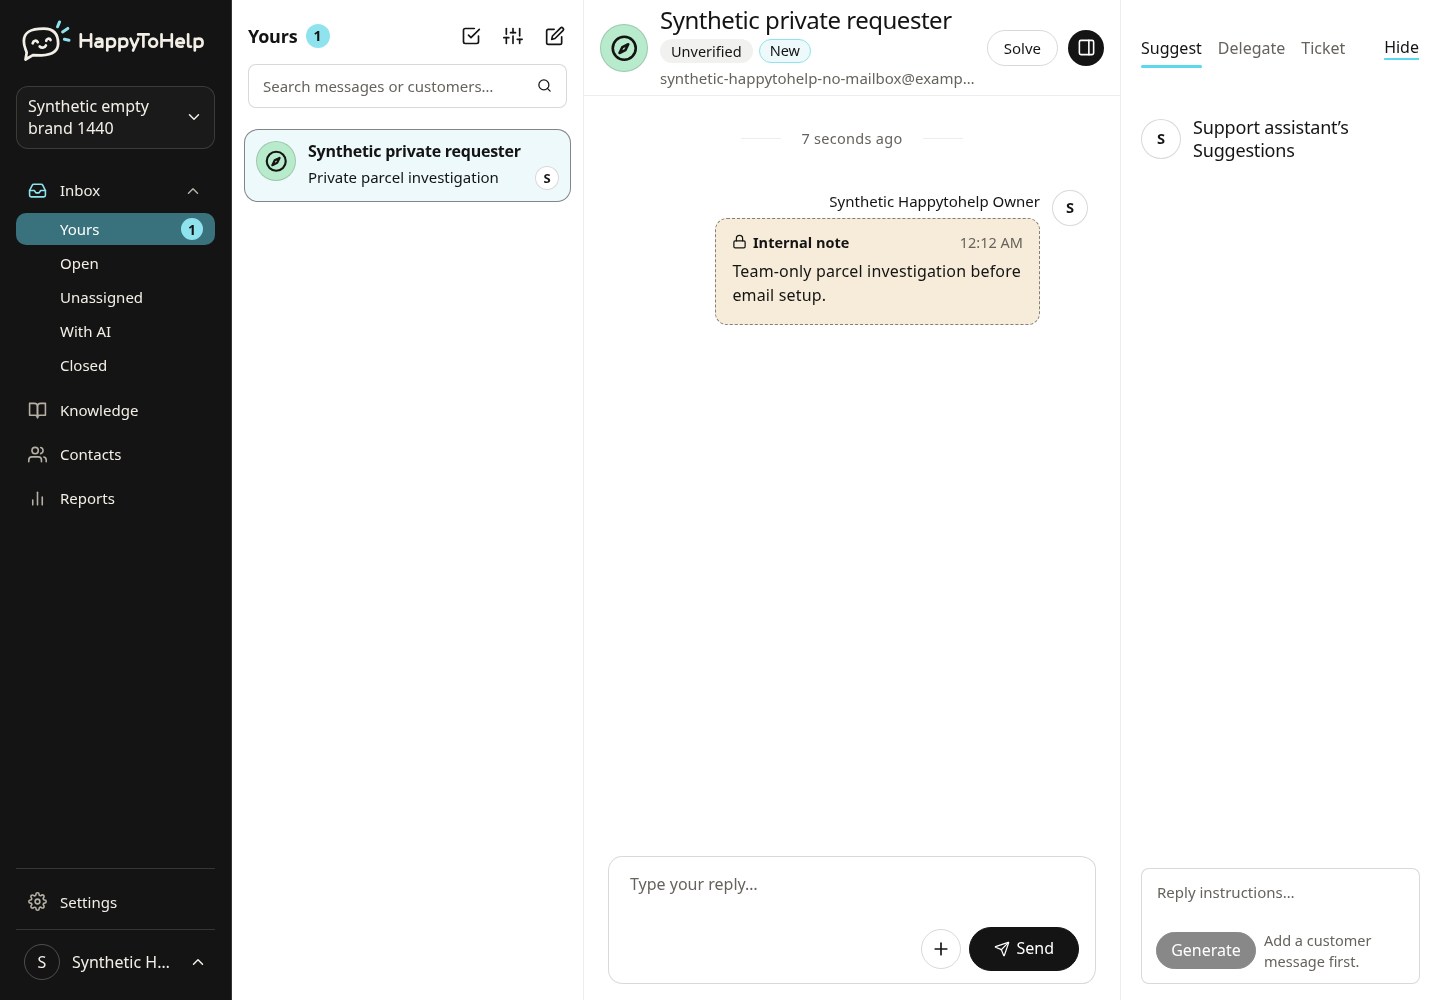 HappyToHelp
Synthetic empty
brand 1440
Inbox
Yours 1
Open
Unassigned
With AI
Closed
Knowledge
Contacts
Reports
Settings
S Synthetic H...
Yours 1
Search messages or customers...
Synthetic private requester
Private parcel investigation S
Synthetic private requester
Unverified New
synthetic-happytohelp-no-mailbox@examp...
Solve
7 seconds ago
Synthetic Happytohelp Owner S
Internal note 12:12 AM
Team-only parcel investigation before
email setup.
Type your reply...
Send
Suggest Delegate Ticket Hide
S
Support assistant’s
Suggestions
Reply instructions...
Generate
Add a customer
message first.